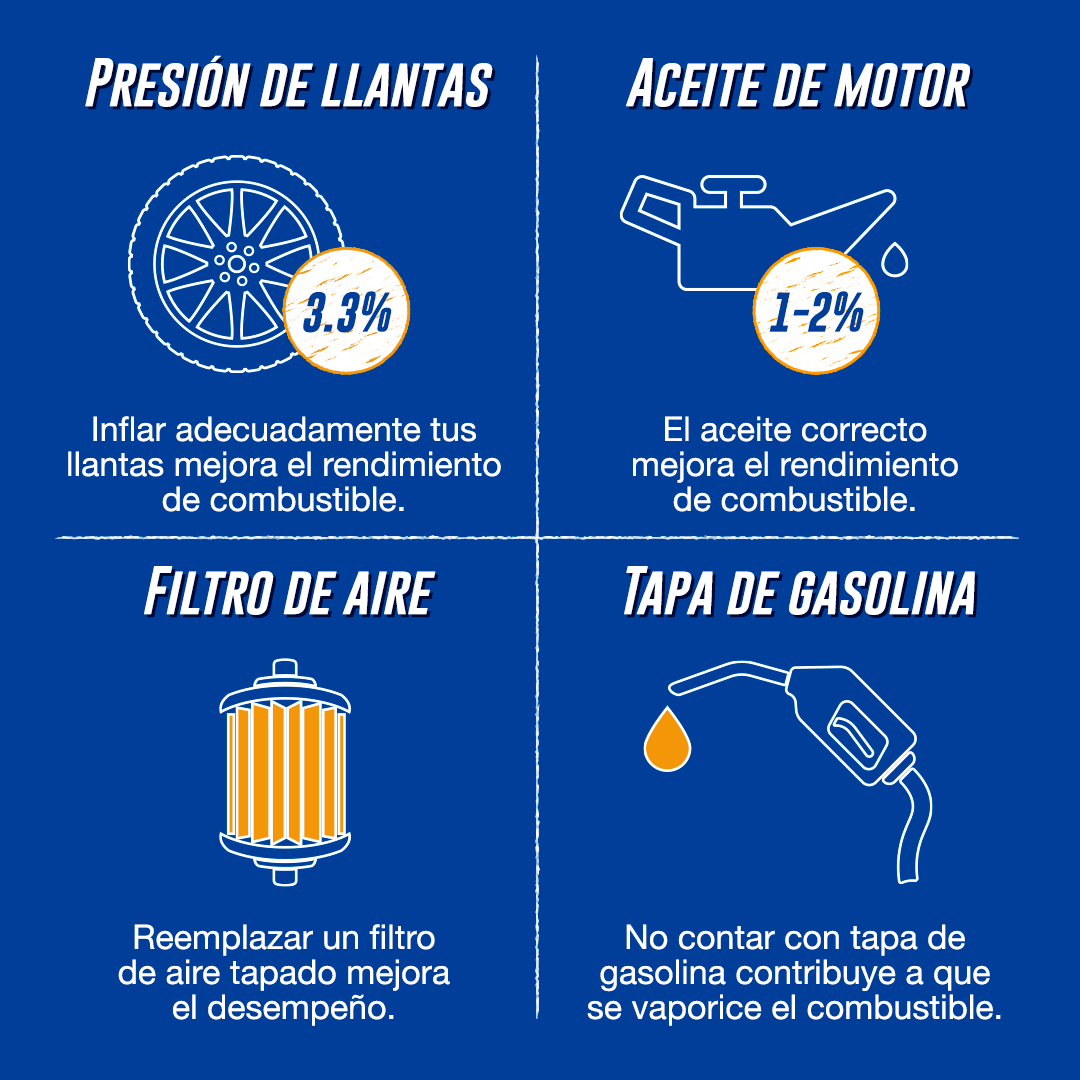 PRESIÓN DE LLANTAS
3.3%
Inflar adecuadamente tus
llantas mejora el rendimiento
de combustible.
ACEITE DE MOTOR
1-2%
El aceite correcto
mejora el rendimiento
de combustible.
FILTRO DE AIRE
Reemplazar un filtro
de aire tapado mejora
el desempeño.
TAPA DE GASOLINA
No contar con tapa de
gasolina contribuye a que
se vaporice el combustible.